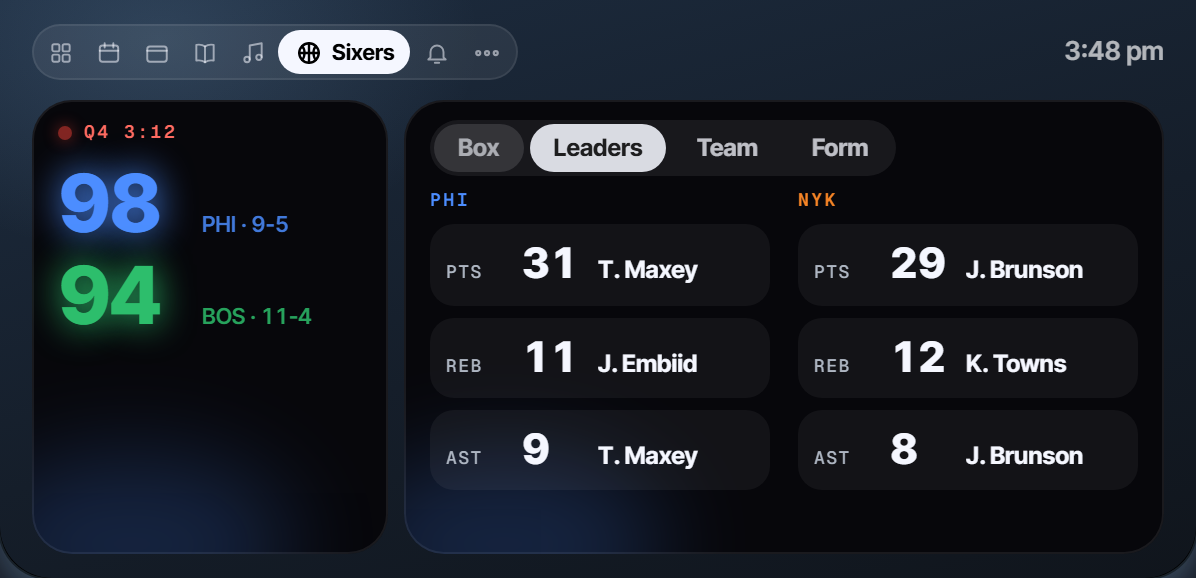 Sixers
3:48 pm
Q4 3:12
98 PHI · 9-5
94 BOS · 11-4
Box Leaders Team Form
PHI
PTS 31 T. Maxey
REB 11 J. Embiid
AST 9 T. Maxey
NYK
PTS 29 J. Brunson
REB 12 K. Towns
AST 8 J. Brunson